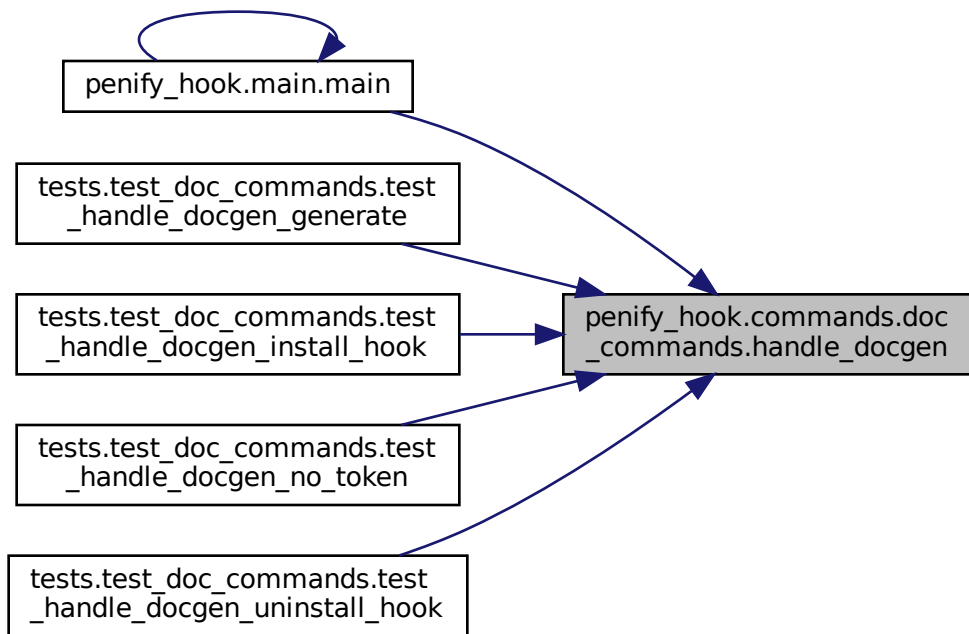 penify_hook.main.main
tests.test_doc_commands.test
_handle_docgen_generate
tests.test_doc_commands.test
_handle_docgen_install_hook
penify_hook.commands.doc
_commands.handle_docgen
tests.test_doc_commands.test
_handle_docgen_no_token
tests.test_doc_commands.test
_handle_docgen_uninstall_hook